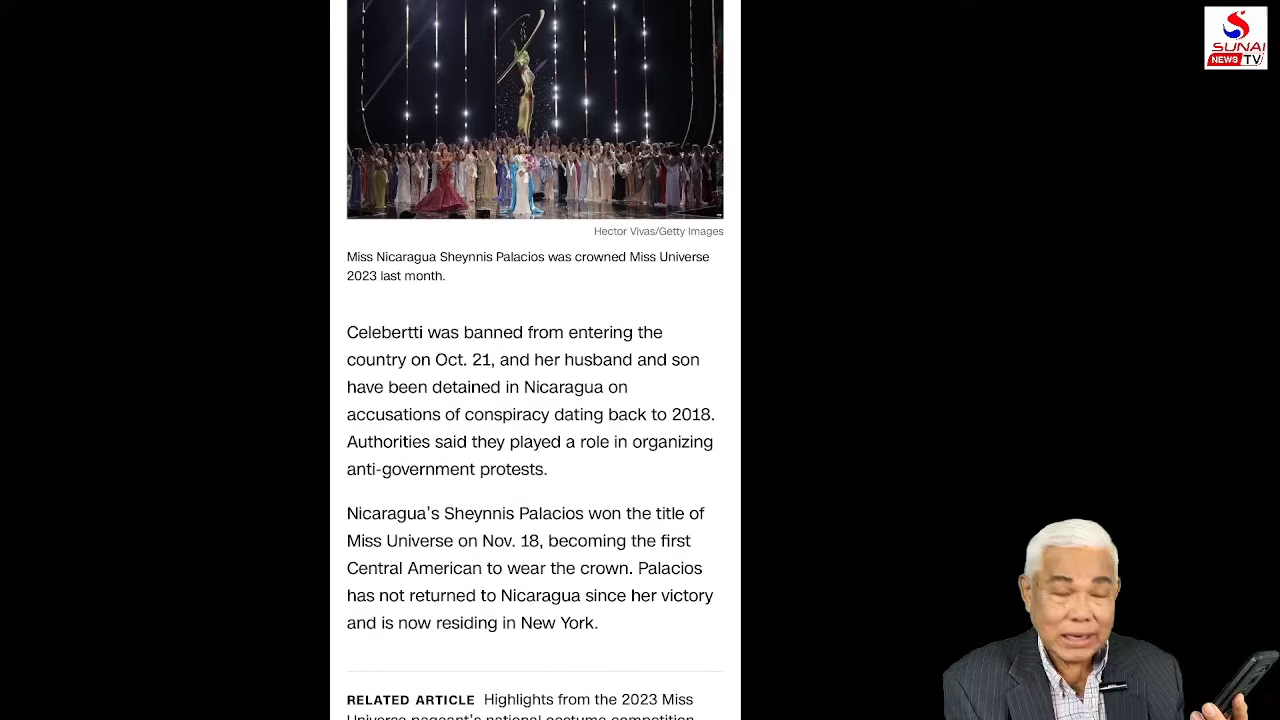 SUNAI
NEWS TV
Hector Vivas/Getty Images
Miss Nicaragua Sheynnis Palacios was crowned Miss Universe
2023 last month.
Celebertti was banned from entering the
country on Oct. 21, and her husband and son
have been detained in Nicaragua on
accusations of conspiracy dating back to 2018.
Authorities said they played a role in organizing
anti-government protests.
Nicaragua's Sheynnis Palacios won the title of
Miss Universe on Nov. 18, becoming the first
Central American to wear the crown. Palacios
has not returned to Nicaragua since her victory
and is now residing in New York.
RELATED ARTICLE Highlights from the 2023 Miss
Universe pageant's national costume competition